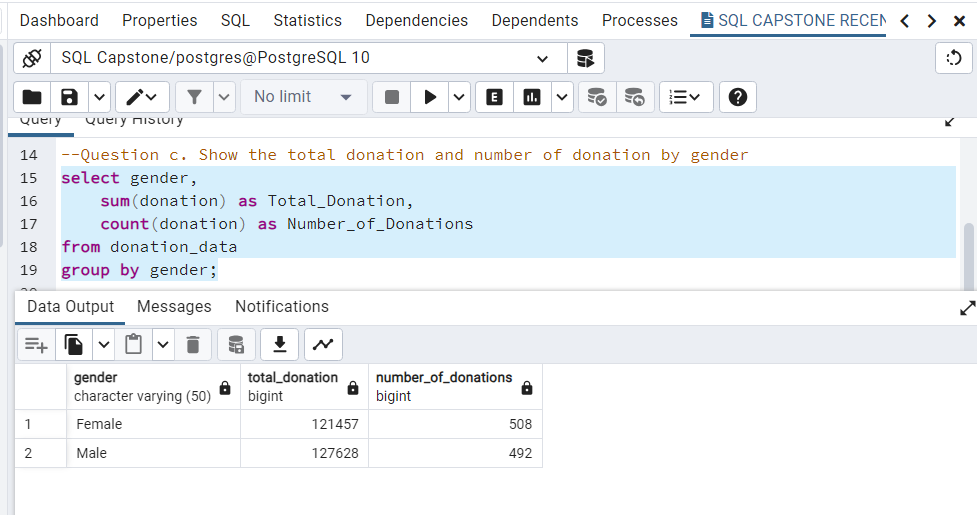 Dashboard Properties SQL Statistics Dependencies Dependents Processes SQL CAPSTONE RECEN
SQL Capstone/postgres@PostgreSQL 10
No limit
Query Query History
14 --Question c. Show the total donation and number of donation by gender
15 select gender,
16 sum(donation) as Total_Donation,
17 count(donation) as Number_of_Donations
18 from donation_data
19 group by gender;
Data Output Messages Notifications
gender total_donation number_of_donations
character varying (50) bigint bigint
1 Female 121457 508
2 Male 127628 492